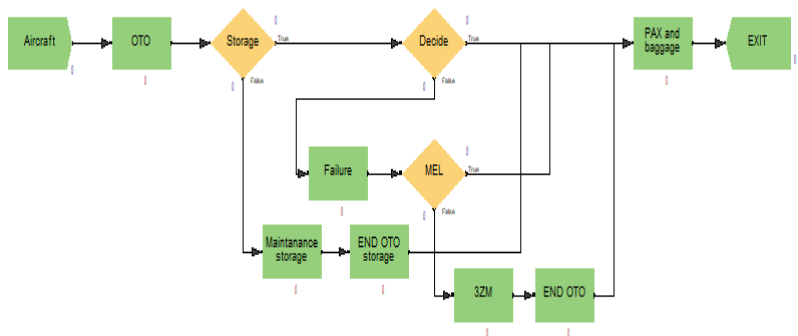 Aircraft
OTO
Storage
True
False
Decide
True
False
PAX and
baggage
EXIT
Failure
MEL
True
False
Maintanance
storage
END OTO
storage
3ZM
END OTO